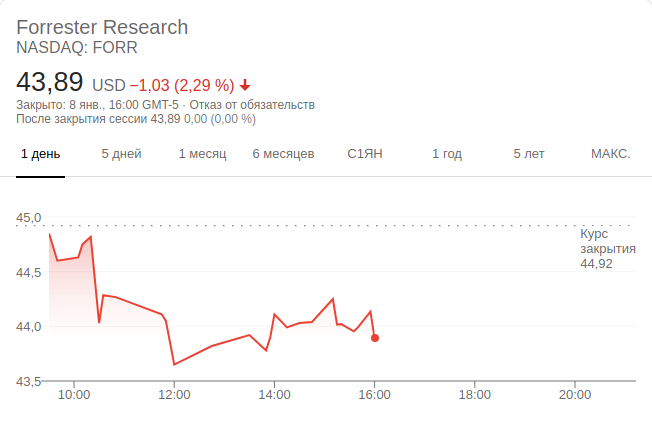 Forrester Research
NASDAQ: FORR
43,89 USD −1,03 (2,29 %)
Закрыто: 8 янв., 16:00 GMT-5 · Отказ от обязательств
После закрытия сессии 43,89 0,00 (0,00 %)
1 день 5 дней 1 месяц 6 месяцев С1ЯН 1 год 5 лет МАКС.
45,0
Курс
закрытия
44,92
44,5
44,0
43,5
10:00 12:00 14:00 16:00 18:00 20:00